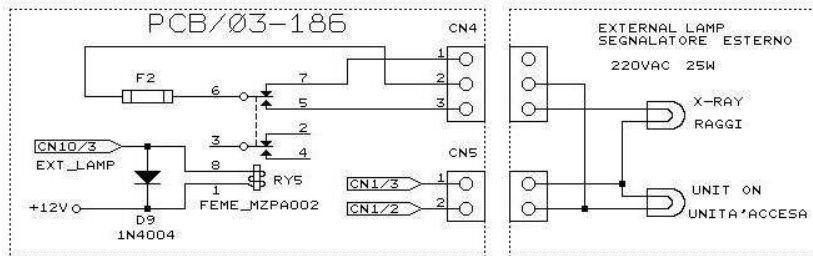 PCB/03-186
CN4
EXTERNAL LAMP
SEGNALATORE ESTERNO
220VAC 25W
F2
6
7
5
1
2
3
X-RAY
RAGGI
3
2
4
CN10/3
EXT_LAMP
8
1
RY5
FEME_MZPA002
+12V
D9
1N4004
CN5
CN1/3
1
CN1/2
2
UNIT ON
UNITA'ACCESA